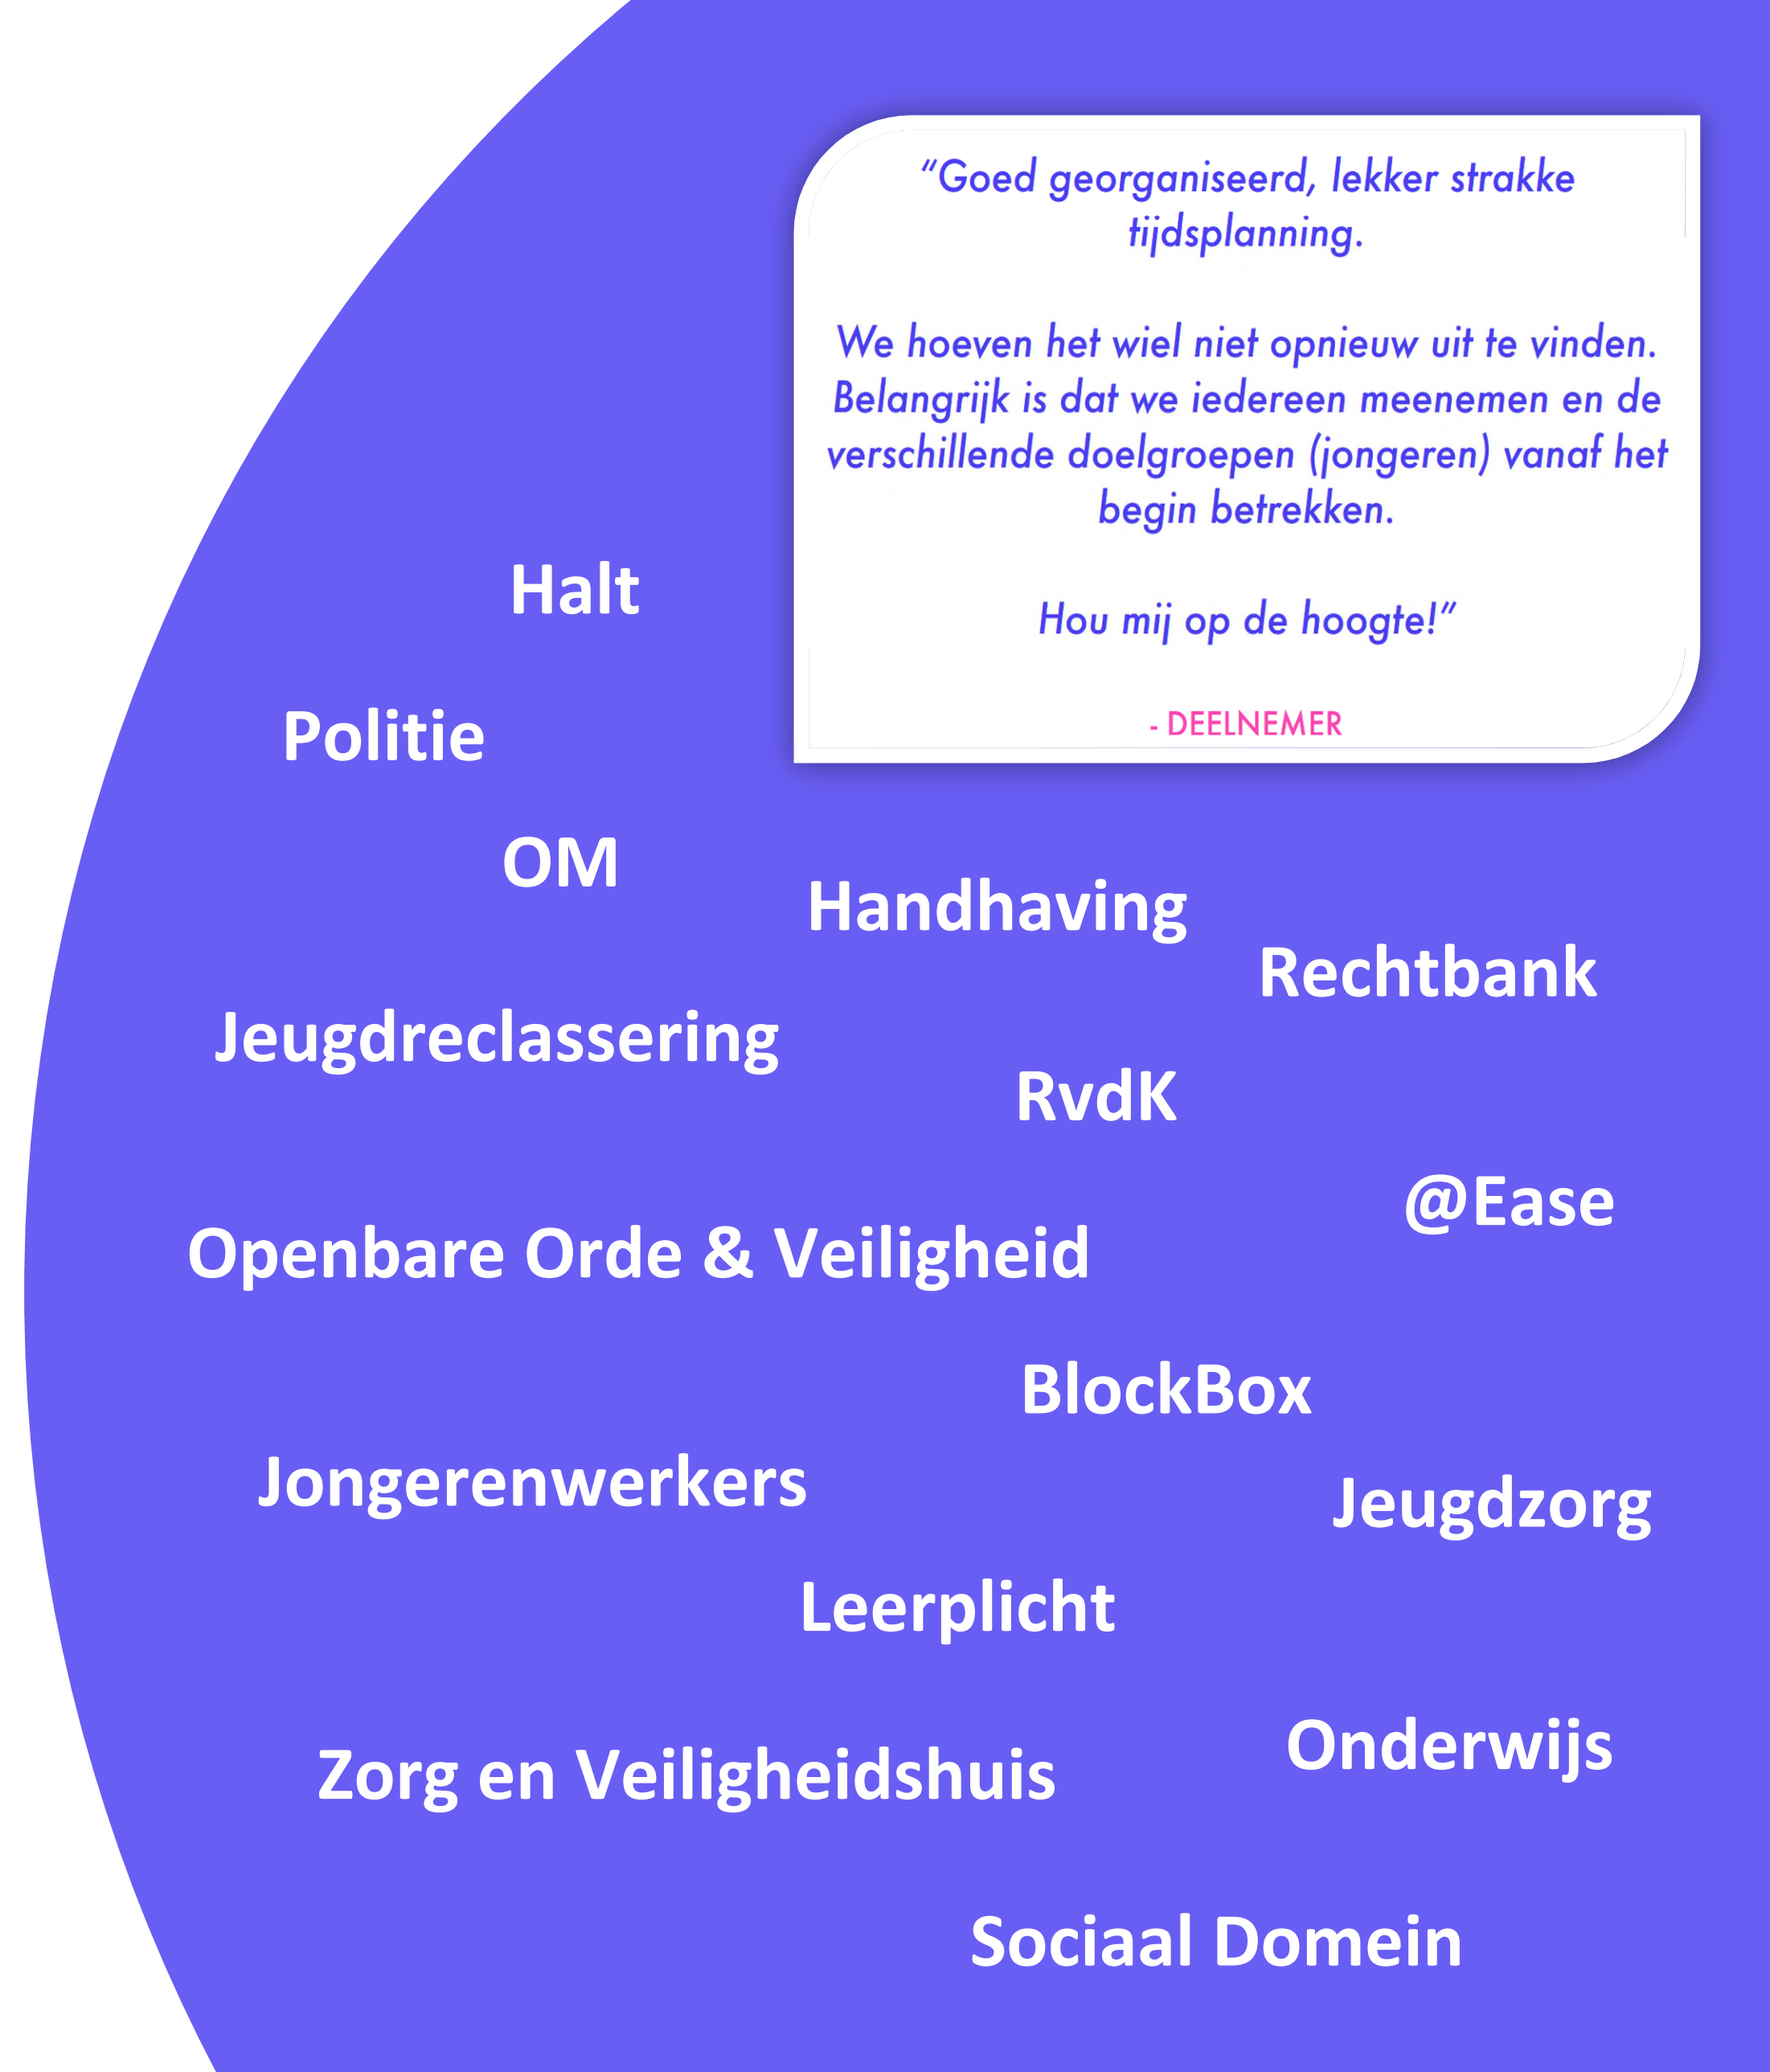 “Goed georganiseerd, lekker strakke
tijdsplanning.
We hoeven het wiel niet opnieuw uit te vinden.
Belangrijk is dat we iedereen meenemen en de
verschillende doelgroepen (jongeren) vanaf het
begin betrekken.
Hou mij op de hoogte!”
- DEELNEMER
Halt
Politie
OM
Handhaving
Rechtbank
Jeugdreclassering
RvdK
@Ease
Openbare Orde & Veiligheid
BlockBox
Jongerenwerkers
Jeugdzorg
Leerplicht
Onderwijs
Zorg en Veiligheidshuis
Sociaal Domein